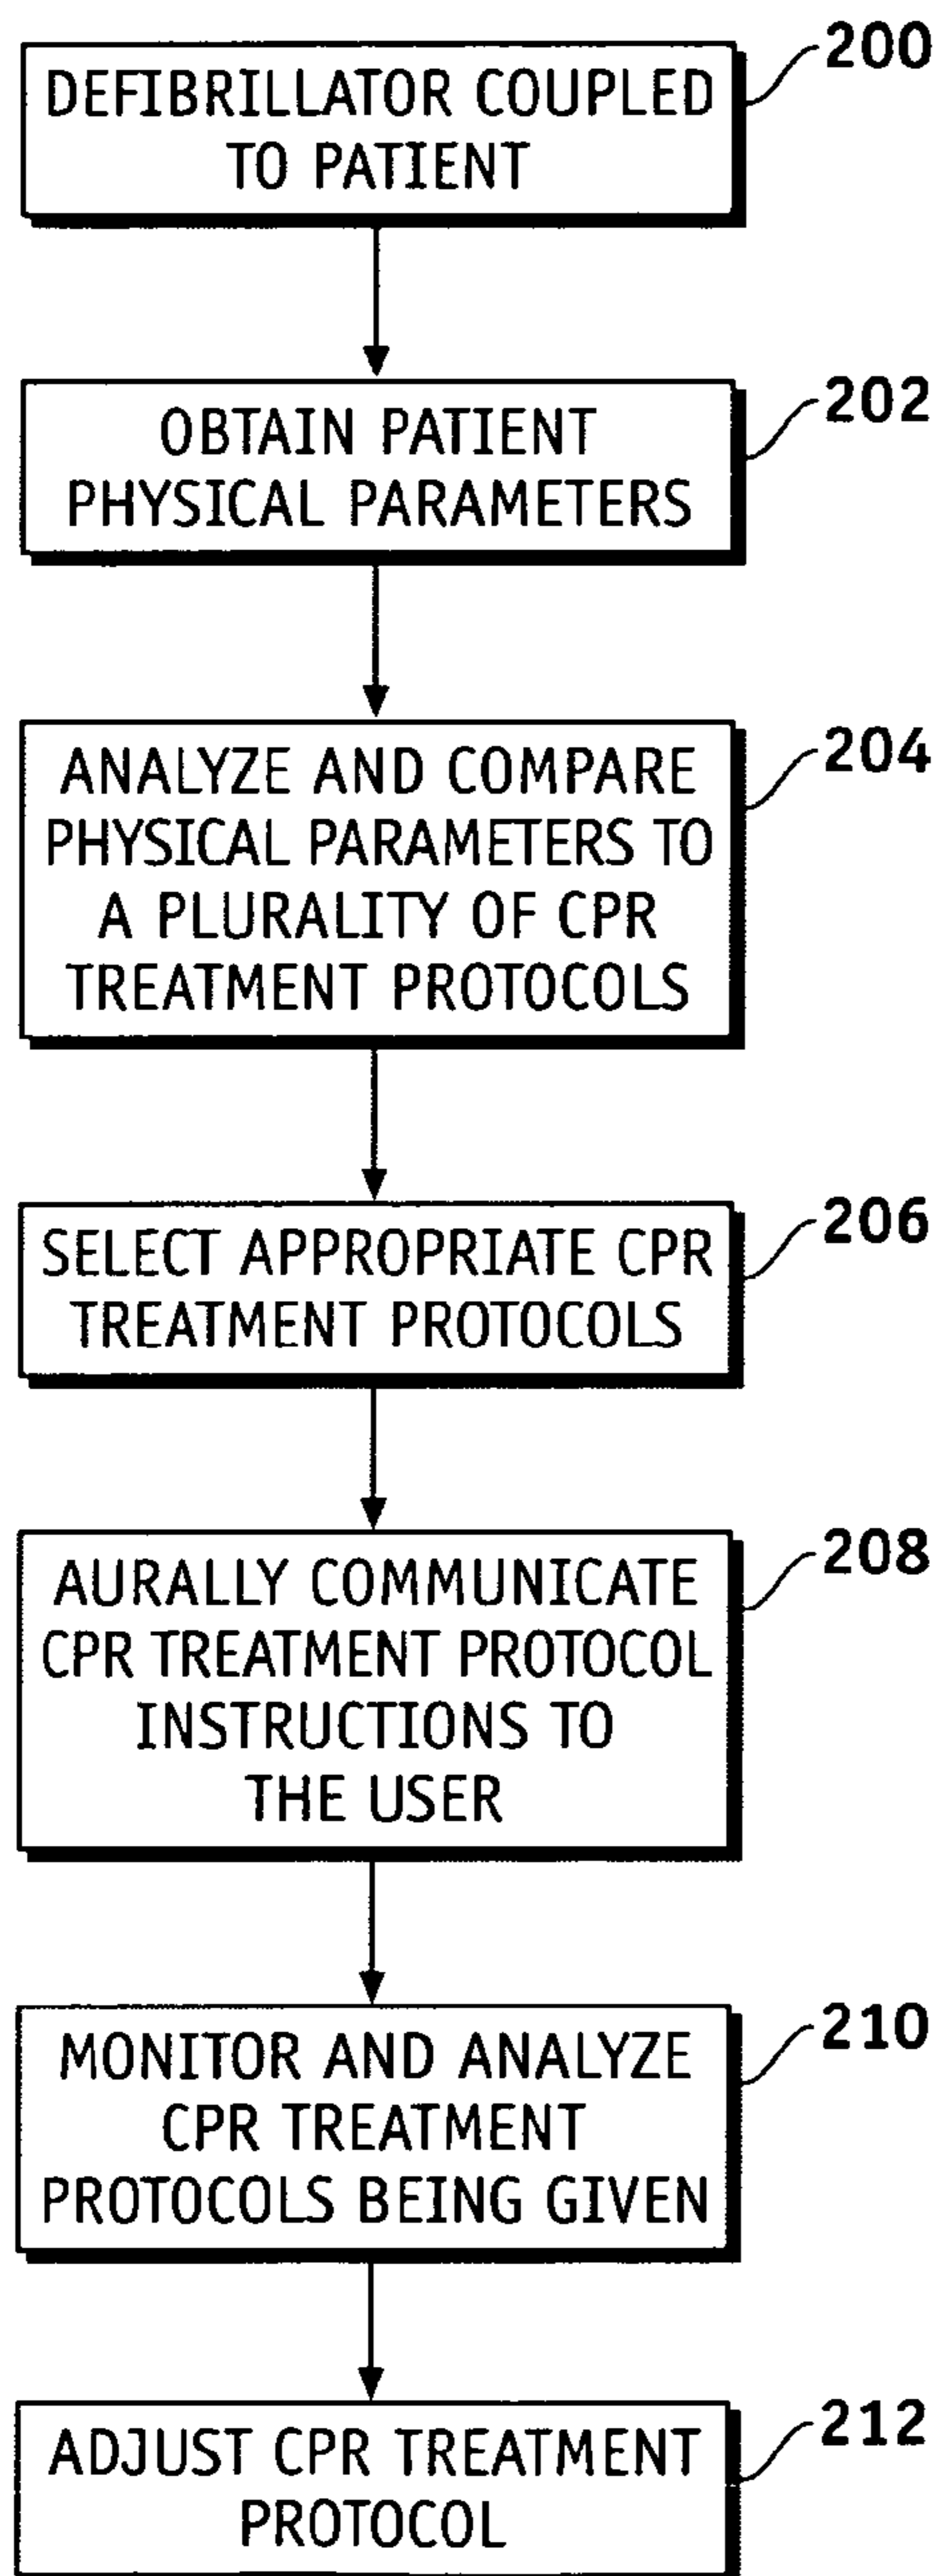 DEFIBRILLATOR COUPLED
TO PATIENT
200
OBTAIN PATIENT
PHYSICAL PARAMETERS
202
ANALYZE AND COMPARE
PHYSICAL PARAMETERS TO
A PLURALITY OF CPR
TREATMENT PROTOCOLS
204
SELECT APPROPRIATE CPR
TREATMENT PROTOCOLS
206
AURALLY COMMUNICATE
CPR TREATMENT PROTOCOL
INSTRUCTIONS TO
THE USER
208
MONITOR AND ANALYZE
CPR TREATMENT
PROTOCOLS BEING GIVEN
210
ADJUST CPR TREATMENT
PROTOCOL
212